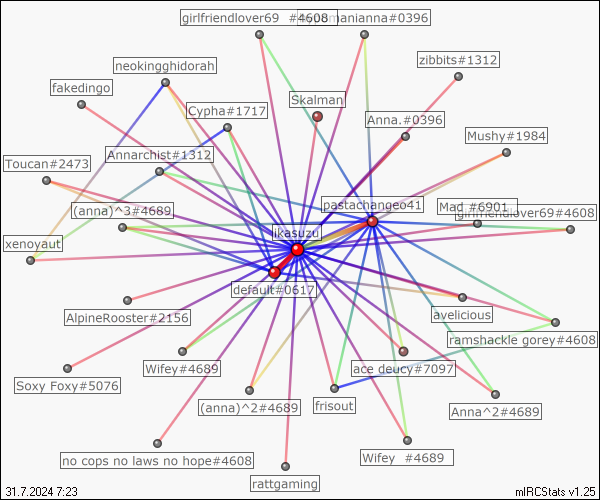 girlfriendlover69 #4608
manianna#0396
neokingghidorah
zibbits#1312
fakedingo
Skalman
Cypha#1717
Anna.#0396
Mushy#1984
Annarchist#1312
Toucan#2473
pastachangeo41
Mad_#6901
(anna)^3#4689
girlfriendlover69#4608
ikasuzu
xenoyaut
default#0617
AlpineRooster#2156
avelicious
ramshackle gorey#4608
Wifey#4689
ace deucy#7097
Soxy Foxy#5076
(anna)^2#4689
frisout
Anna^2#4689
no cops no laws no hope#4608
Wifey #4689
rattgaming
31.7.2024 7:23
mIRCStats v1.25